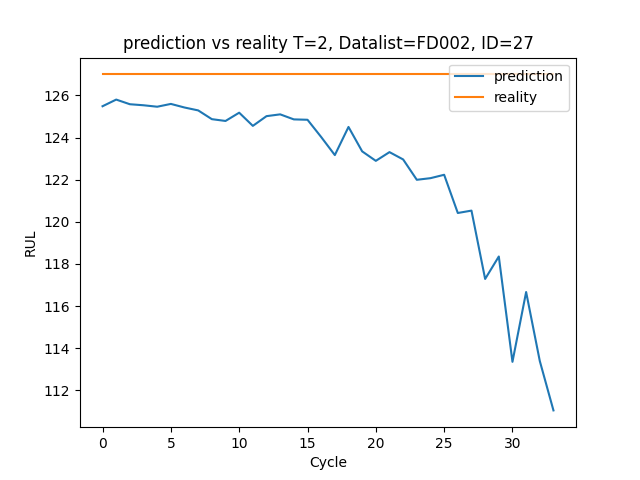 prediction vs reality T=2, Datalist=FD002, ID=27
prediction
reality
RUL
126
124
122
120
118
116
114
112
0 5 10 15 20 25 30
Cycle